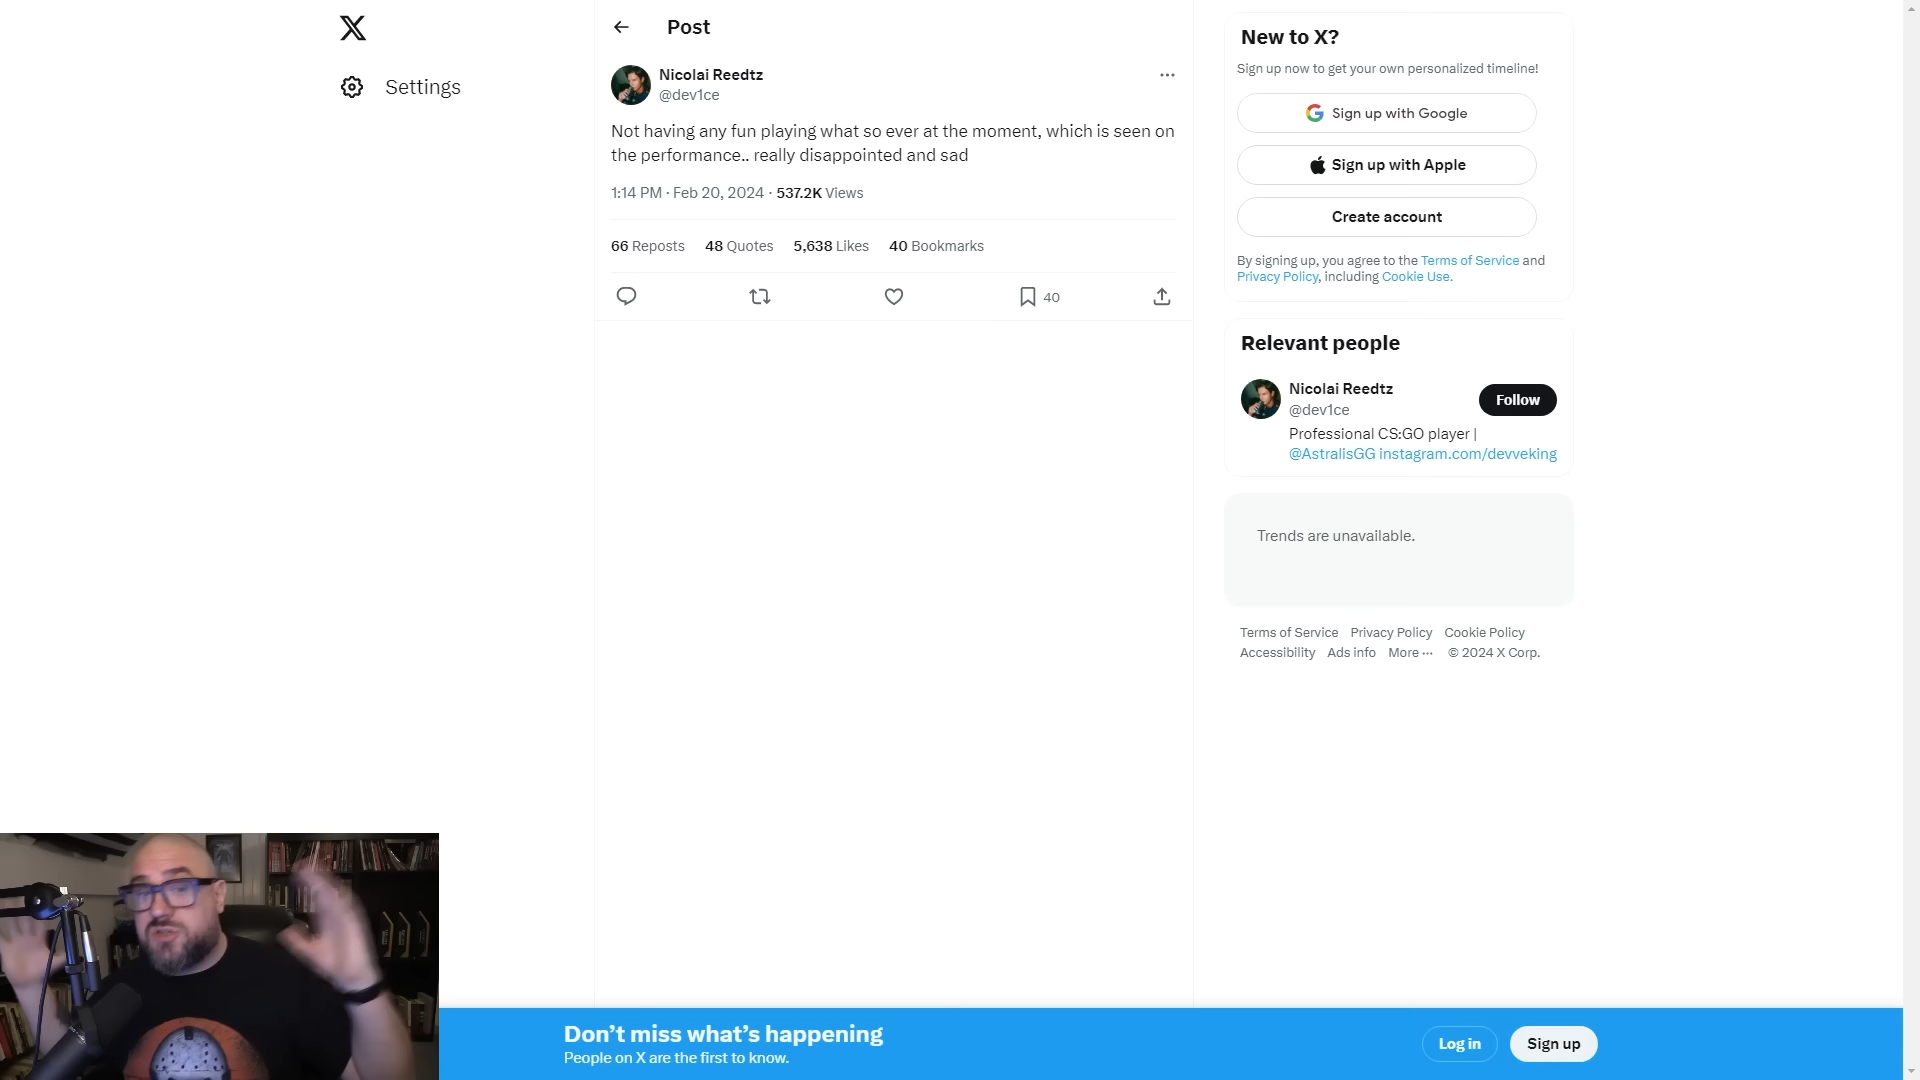 Post
Settings
Nicolai Reedtz
@dev1ce
Not having any fun playing what so ever at the moment, which is seen on
the performance.. really disappointed and sad
1:14 PM · Feb 20, 2024 · 537.2K Views
66 Reposts 48 Quotes 5,638 Likes 40 Bookmarks
40
New to X?
Sign up now to get your own personalized timeline!
Sign up with Google
Sign up with Apple
Create account
By signing up, you agree to the Terms of Service and
Privacy Policy, including Cookie Use.
Relevant people
Nicolai Reedtz
@dev1ce
Follow
Professional CS:GO player |
@AstralisGG instagram.com/devveking
Trends are unavailable.
Terms of Service Privacy Policy Cookie Policy
Accessibility Ads info More ··· © 2024 X Corp.
Don’t miss what’s happening
People on X are the first to know.
Log in
Sign up